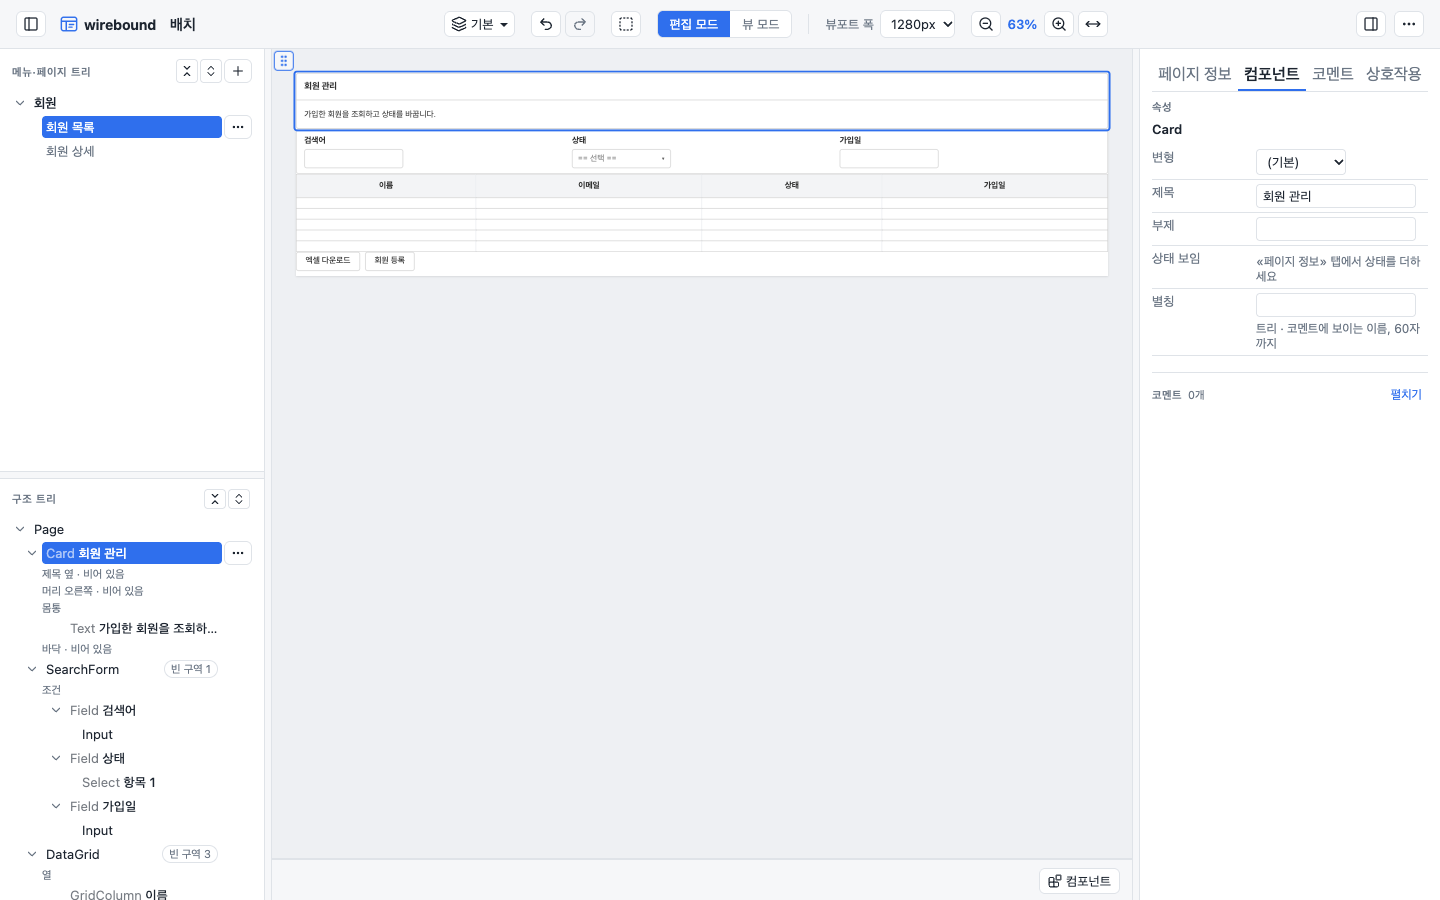 wirebound 배치
기본
편집 모드
뷰 모드
뷰포트 폭
1280px
63%
메뉴·페이지 트리
회원
회원 목록
회원 상세
구조 트리
Page
Card 회원 관리
제목 옆 · 비어 있음
머리 오른쪽 · 비어 있음
몸통
Text 가입한 회원을 조회하...
바닥 · 비어 있음
SearchForm 빈 구역 1
조건
Field 검색어
Input
Field 상태
Select 항목 1
Field 가입일
Input
DataGrid 빈 구역 3
열
GridColumn 이름
회원 관리
가입한 회원을 조회하고 상태를 바꿉니다.
검색어 상태 가입일
== 선택 ==
이름 이메일 상태 가입일
엑셀 다운로드 회원 등록
컴포넌트
페이지 정보 컴포넌트 코멘트 상호작용
속성
Card
변형 (기본)
제목 회원 관리
부제
상태 보임 «페이지 정보» 탭에서 상태를 더하
세요
별칭
트리 · 코멘트에 보이는 이름, 60자
까지
코멘트 0개 펼치기